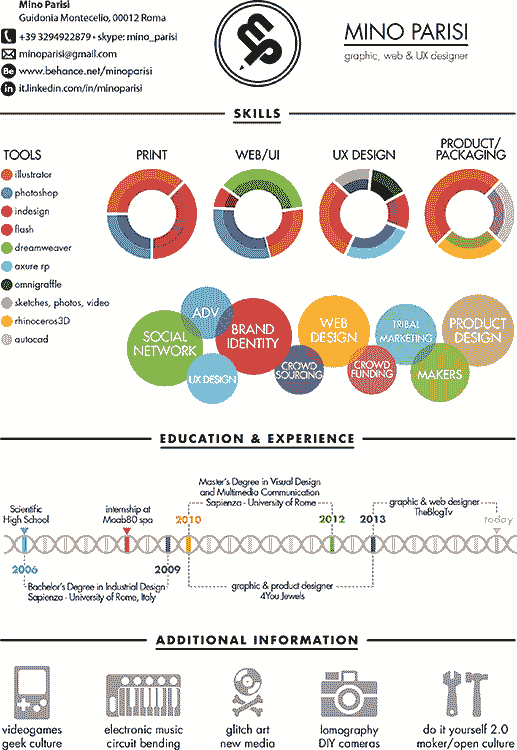 Mino Parisi
Guidonia Montecelio, 00012 Roma
+39 3294922879 • skype: mino_parisi
minoparisi@gmail.com
Be www.behance.net/minoparisi
in it.linkedin.com/in/minoparisi
mp
MINO PARISI
graphic, web & UX designer
SKILLS
TOOLS
illustrator
photoshop
indesign
flash
dreamweaver
axure rp
omnigraffle
sketches, photos, video
rhinoceros3D
autocad
PRINT
WEB/UI
UX DESIGN
PRODUCT/
PACKAGING
SOCIAL
NETWORK
ADV
UX DESIGN
BRAND
IDENTITY
CROWD
SOURCING
WEB
DESIGN
CROWD
FUNDING
TRIBAL
MARKETING
MAKERS
PRODUCT
DESIGN
EDUCATION & EXPERIENCE
Scientific
High School
2006
Bachelor's Degree in Industrial Design
Sapienza - University of Rome, Italy
internship at
Moab80 spa
2009
Master's Degree in Visual Design
and Multimedia Communication
Sapienza - University of Rome
2010
2012
graphic & product designer
4You Jewels
2013
graphic & web designer
TheBlogTv
today
ADDITIONAL INFORMATION
videogames
geek culture
electronic music
circuit bending
glitch art
new media
lomography
DIY cameras
do it yourself 2.0
maker/open culture